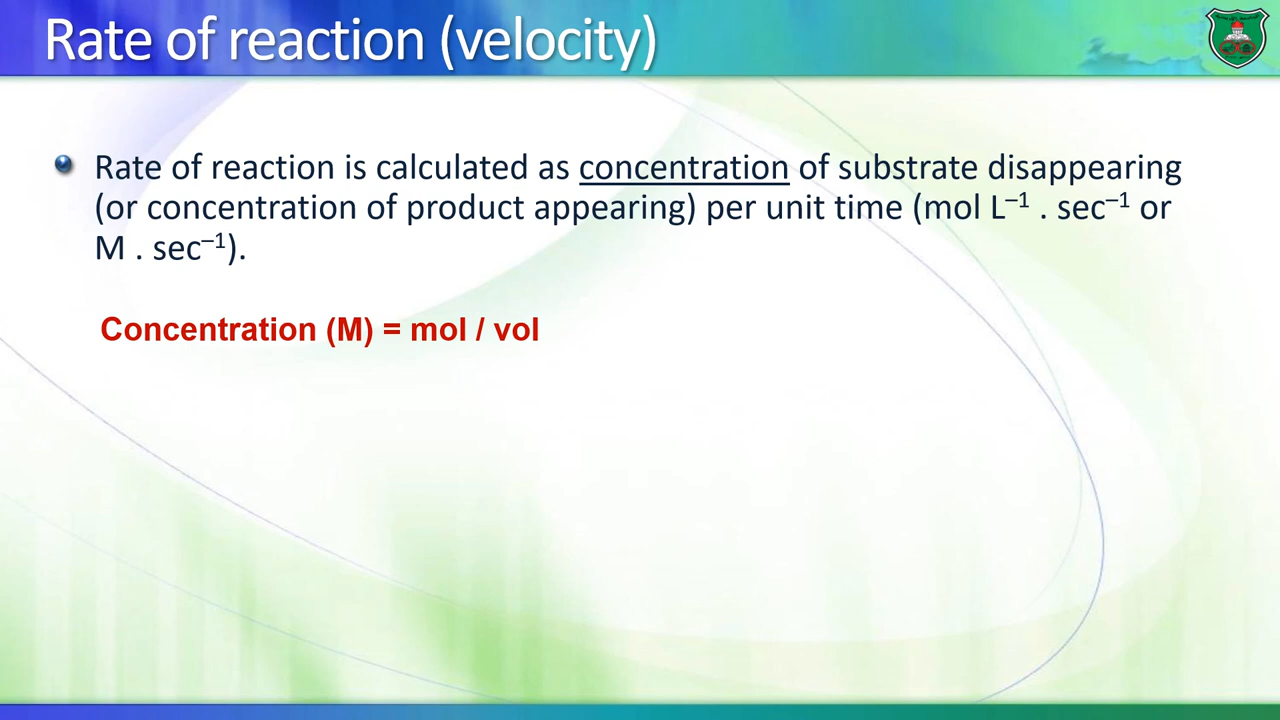 Rate of reaction (velocity)
Rate of reaction is calculated as concentration of substrate disappearing
(or concentration of product appearing) per unit time (mol L⁻¹ . sec⁻¹ or
M . sec⁻¹).
Concentration (M) = mol / vol